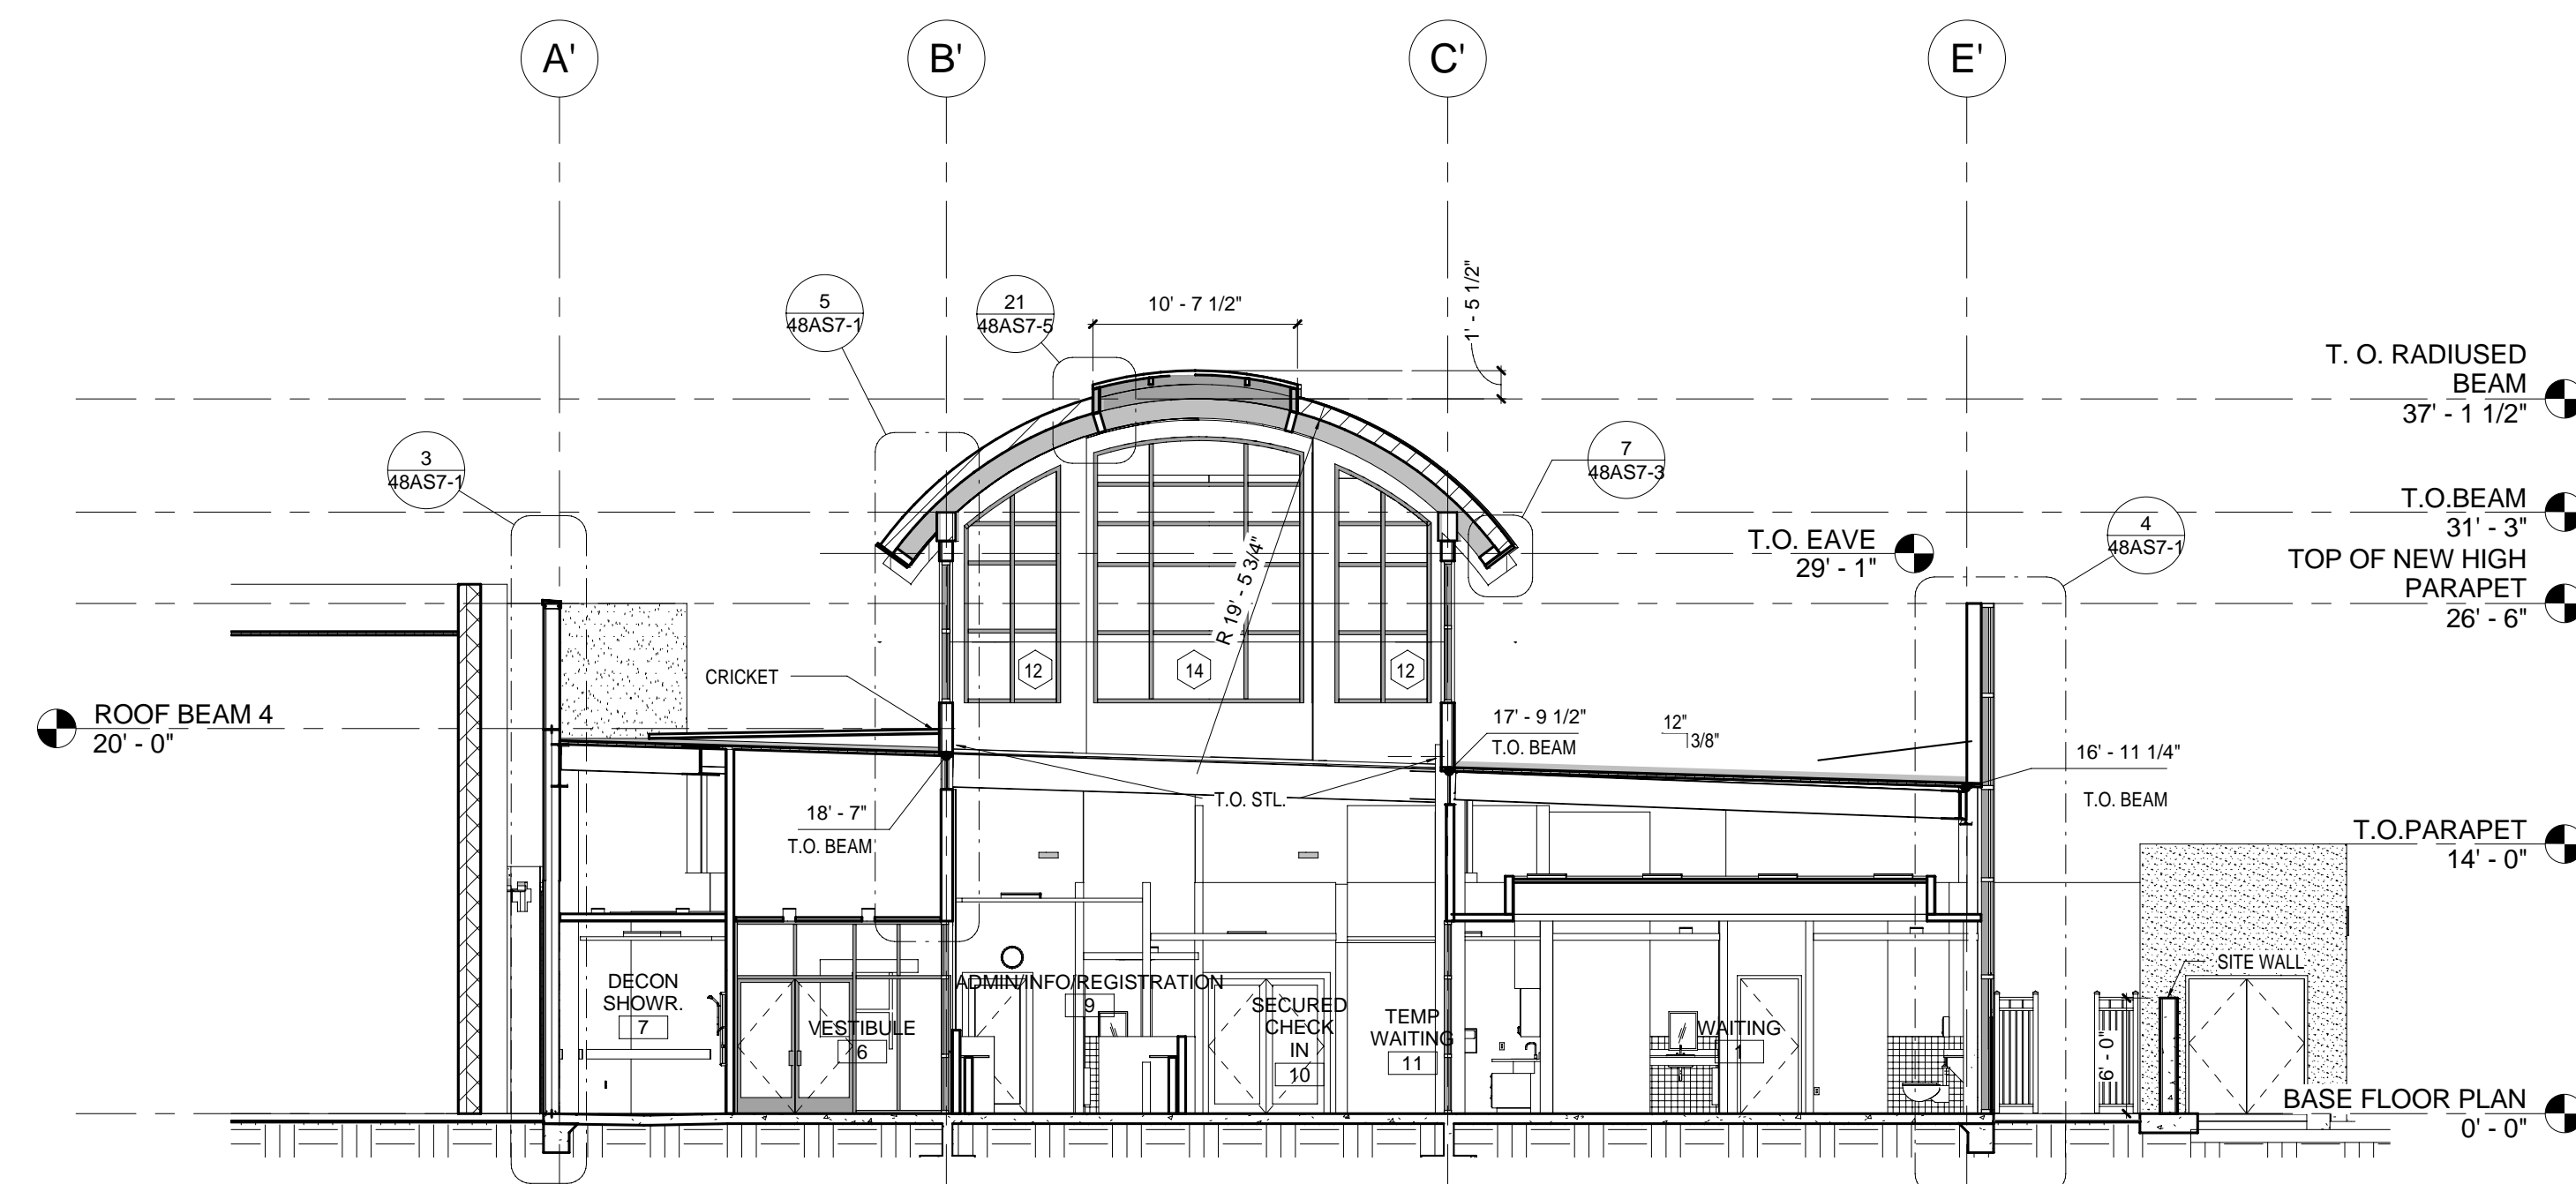 A'
B'
C'
E'
5
48AS7-1
21
48AS7-5
10' - 7 1/2"
1' - 5 1/2"
T. O. RADIUSED
BEAM
37' - 1 1/2"
3
48AS7-1
7
48AS7-3
T.O.BEAM
31' - 3"
4
48AS7-1
T.O. EAVE
29' - 1"
TOP OF NEW HIGH
PARAPET
26' - 6"
R 19' - 5 3/4"
CRICKET
12
14
12
ROOF BEAM 4
20' - 0"
17' - 9 1/2"
T.O. BEAM
12"
3/8"
16' - 11 1/4"
T.O. BEAM
T.O. STL.
18' - 7"
T.O. BEAM
T.O.PARAPET
14' - 0"
SITE WALL
DECON
SHOWR.
7
VESTIBULE
6
ADMIN/INFO/REGISTRATION
9
SECURED
CHECK
IN
10
TEMP
WAITING
11
WAITING
1
6' - 0"
BASE FLOOR PLAN
0' - 0"